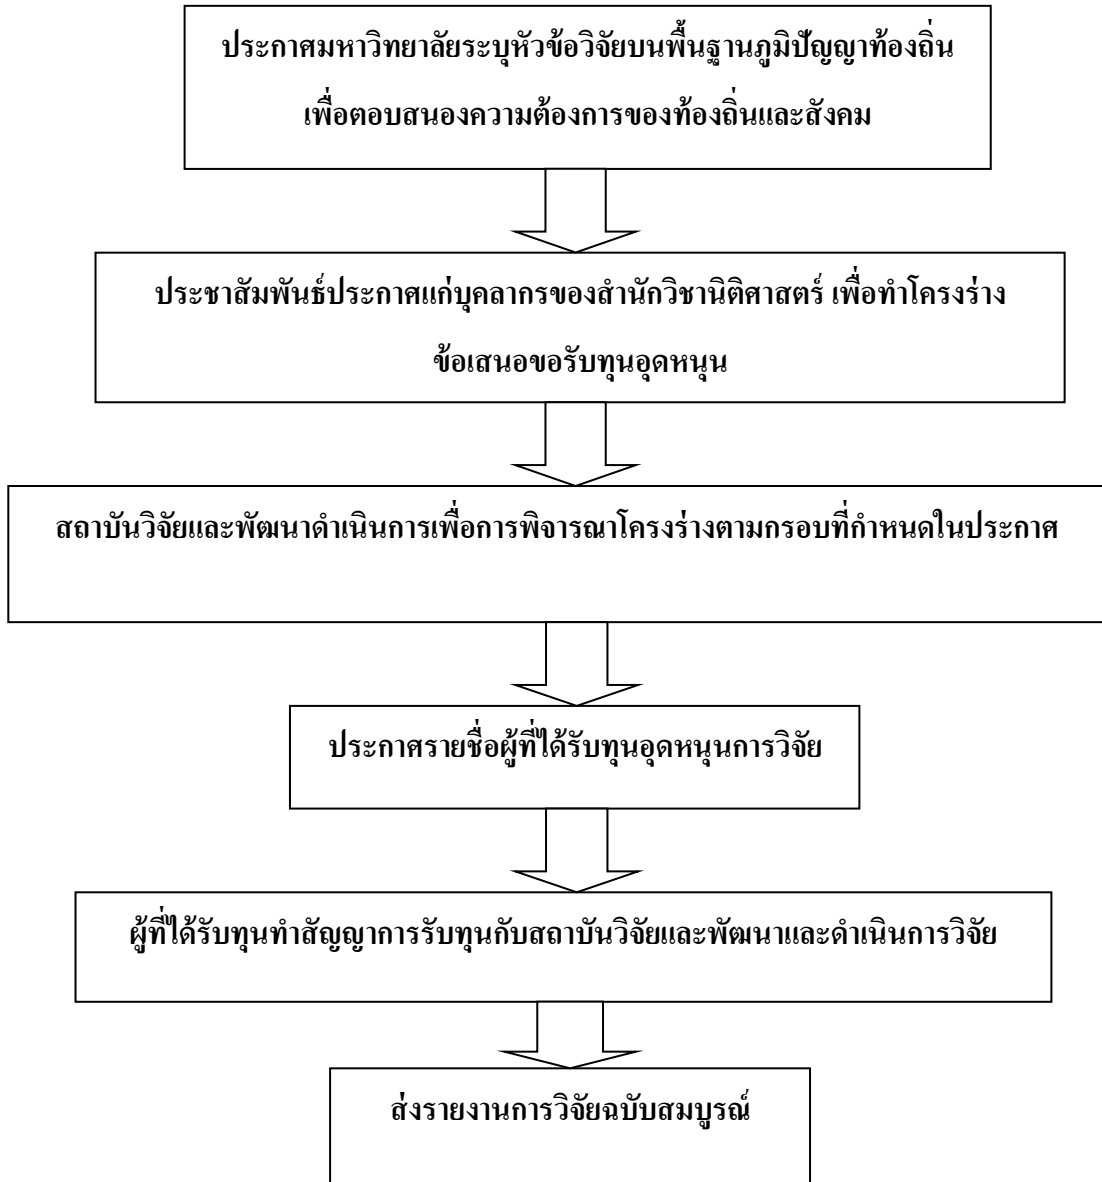 ประกาศมหาวิทยาลัยระบุหัวข้อวิจัยบนพื้นฐานภูมิปัญญาท้องถิ่น
เพื่อตอบสนองความต้องการของท้องถิ่นและสังคม
ประชาสัมพันธ์ประกาศแก่บุคลากรของสำนักวิชานิติศาสตร์ เพื่อทำโครงร่าง
ข้อเสนอขอรับทุนอุดหนุน
สถาบันวิจัยและพัฒนาดำเนินการเพื่อการพิจารณาโครงร่างตามกรอบที่กำหนดในประกาศ
ประกาศรายชื่อผู้ที่ได้รับทุนอุดหนุนการวิจัย
ผู้ที่ได้รับทุนทำสัญญาการรับทุนกับสถาบันวิจัยและพัฒนาและดำเนินการวิจัย
ส่งรายงานการวิจัยฉบับสมบูรณ์